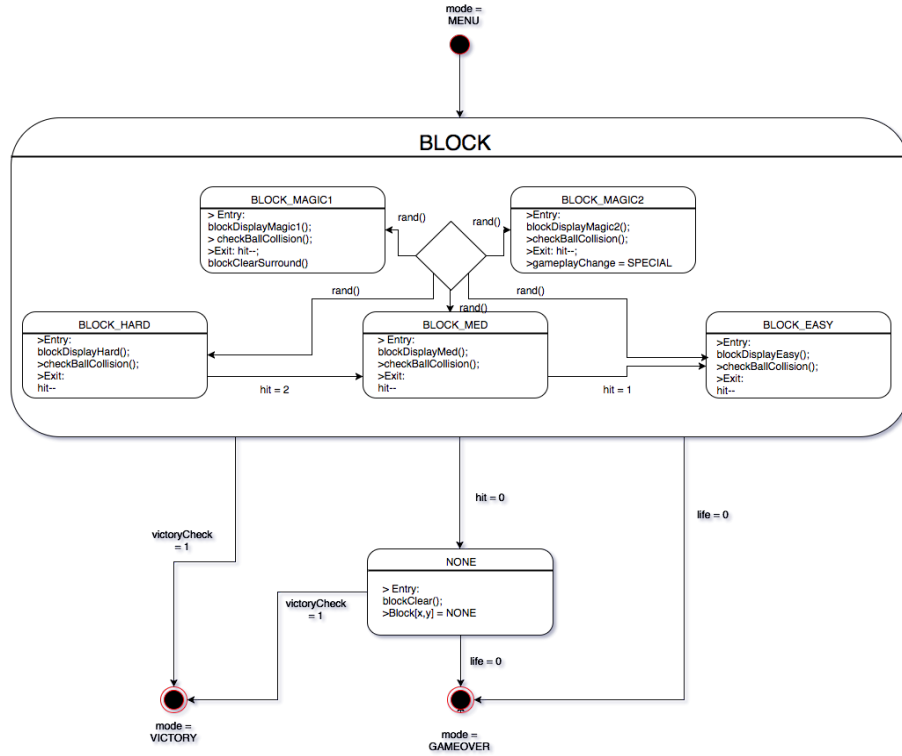 mode =
MENU
BLOCK
BLOCK_MAGIC1
> Entry:
blockDisplayMagic1();
> checkBallCollision();
>Exit: hit--;
blockClearSurround()
rand()
rand()
BLOCK_MAGIC2
>Entry:
blockDisplayMagic2();
>checkBallCollision();
>Exit: hit--;
>gameplayChange = SPECIAL
rand()
rand()
rand()
BLOCK_HARD
>Entry:
blockDisplayHard();
>checkBallCollision();
>Exit:
hit--
hit = 2
BLOCK_MED
> Entry:
blockDisplayMed();
>checkBallCollision();
>Exit:
hit--
hit = 1
BLOCK_EASY
>Entry:
blockDisplayEasy();
>checkBallCollision();
>Exit:
hit--
victoryCheck
= 1
hit = 0
life = 0
NONE
> Entry:
blockClear();
>Block[x,y] = NONE
victoryCheck
= 1
life = 0
mode =
VICTORY
mode =
GAMEOVER